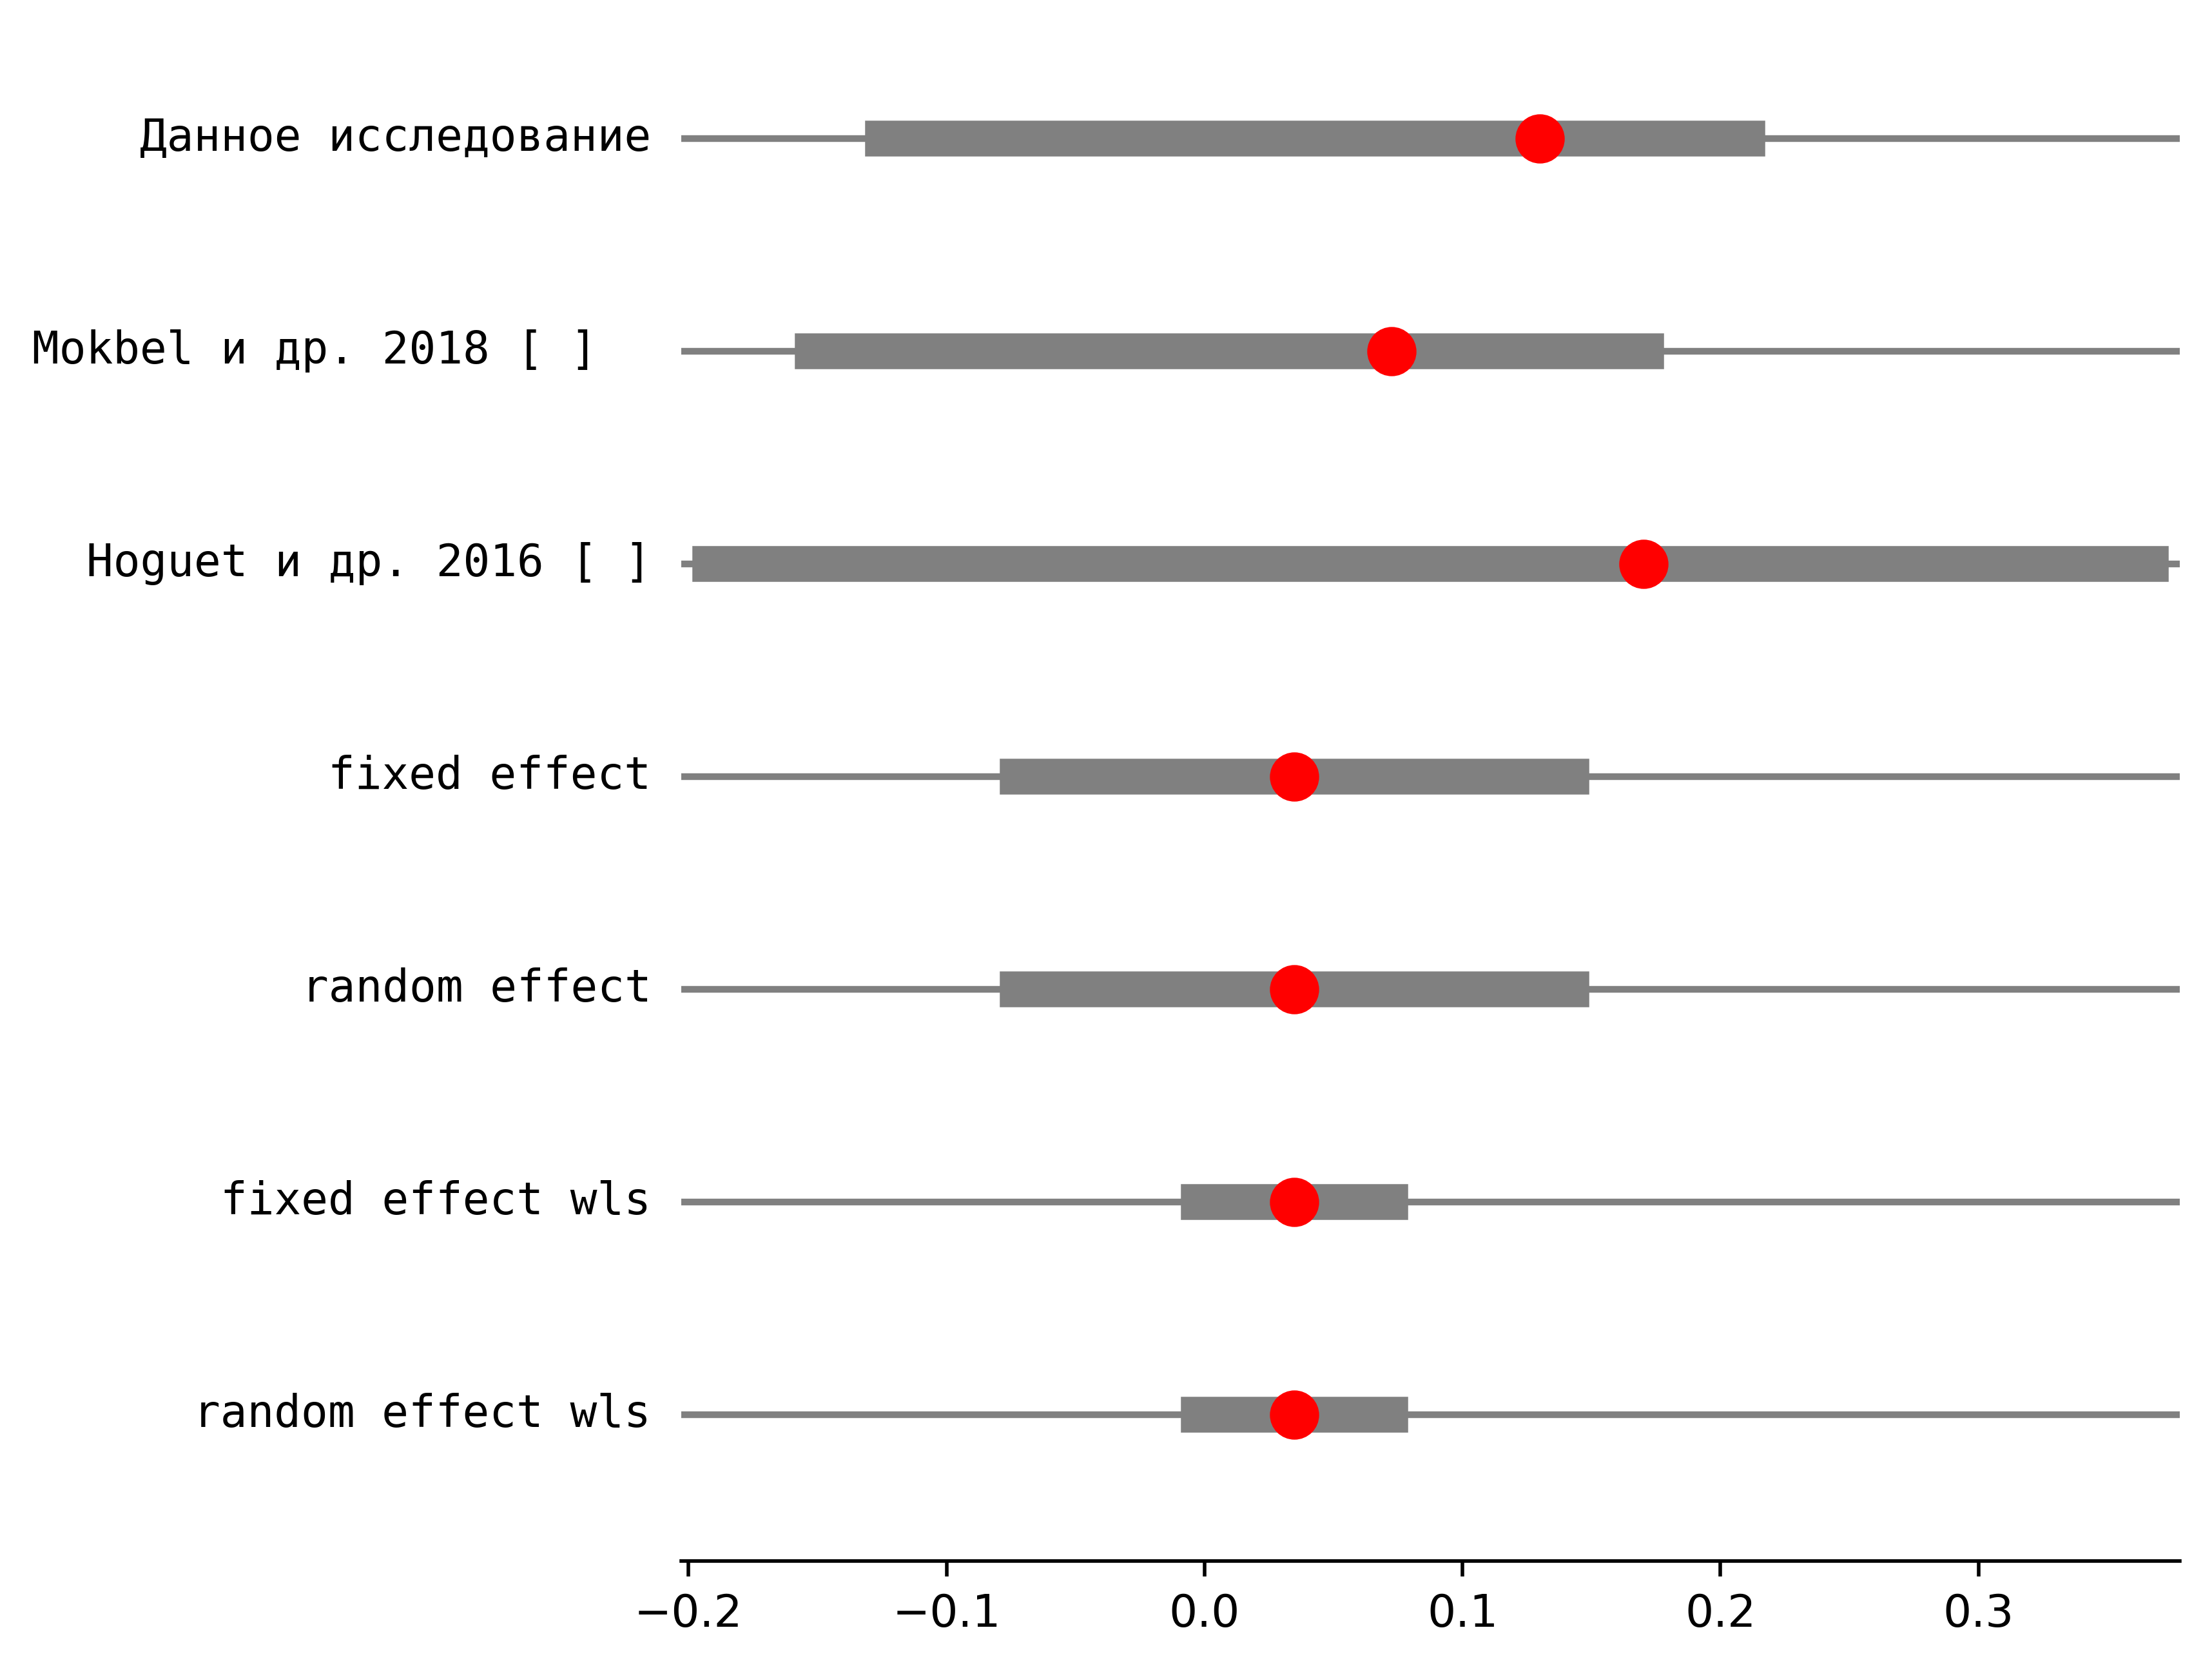 Данное исследование
Mokbel и др. 2018 [ ]
Hoguet и др. 2016 [ ]
fixed effect
random effect
fixed effect wls
random effect wls
−0.2 −0.1 0.0 0.1 0.2 0.3